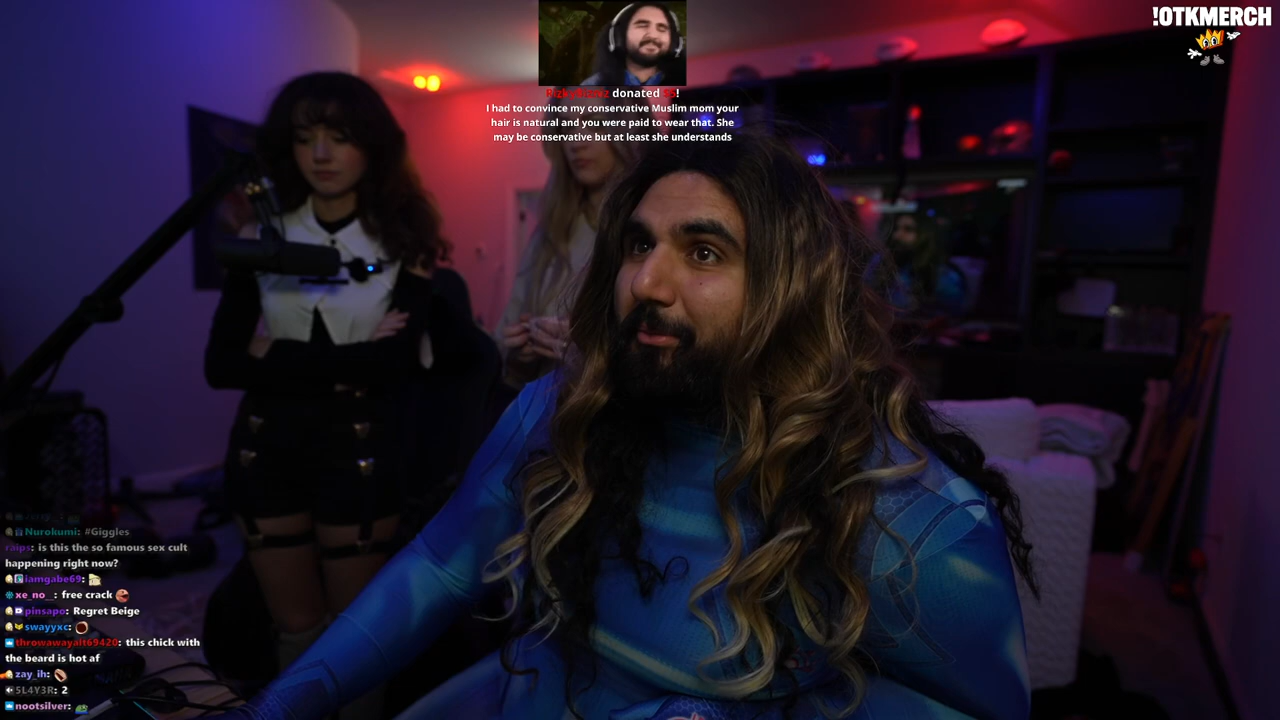 !OTKMERCH
donated $5!
I had to convince my conservative Muslim mom your
hair is natural and you were paid to wear that. She
may be conservative but at least she understands
Nurokumi: #Giggles
raips: is this the so famous sex cult
happening right now?
iamgabe69:
xe_no_: free crack
pinsapo: Regret Beige
swayyxc:
throwawayalt69420: this chick with
the beard is hot af
zay_ih:
5L4Y3R: 2
nootsilver: